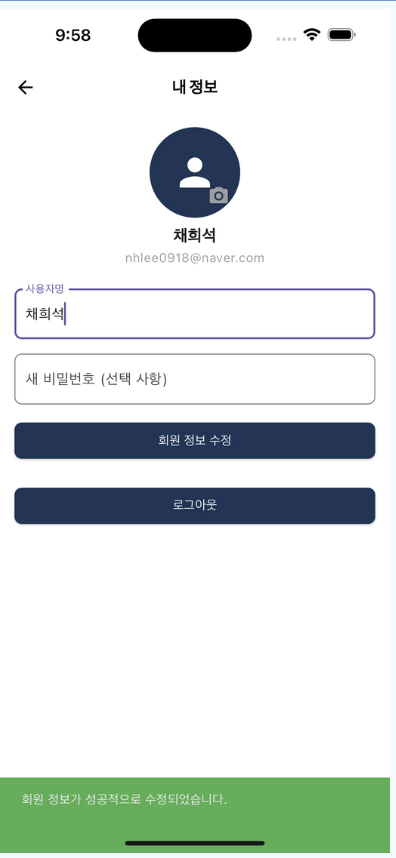 9:58
내 정보
채희석
nhlee0918@naver.com
사용자명
채희석
새 비밀번호 (선택 사항)
회원 정보 수정
로그아웃
회원 정보가 성공적으로 수정되었습니다.